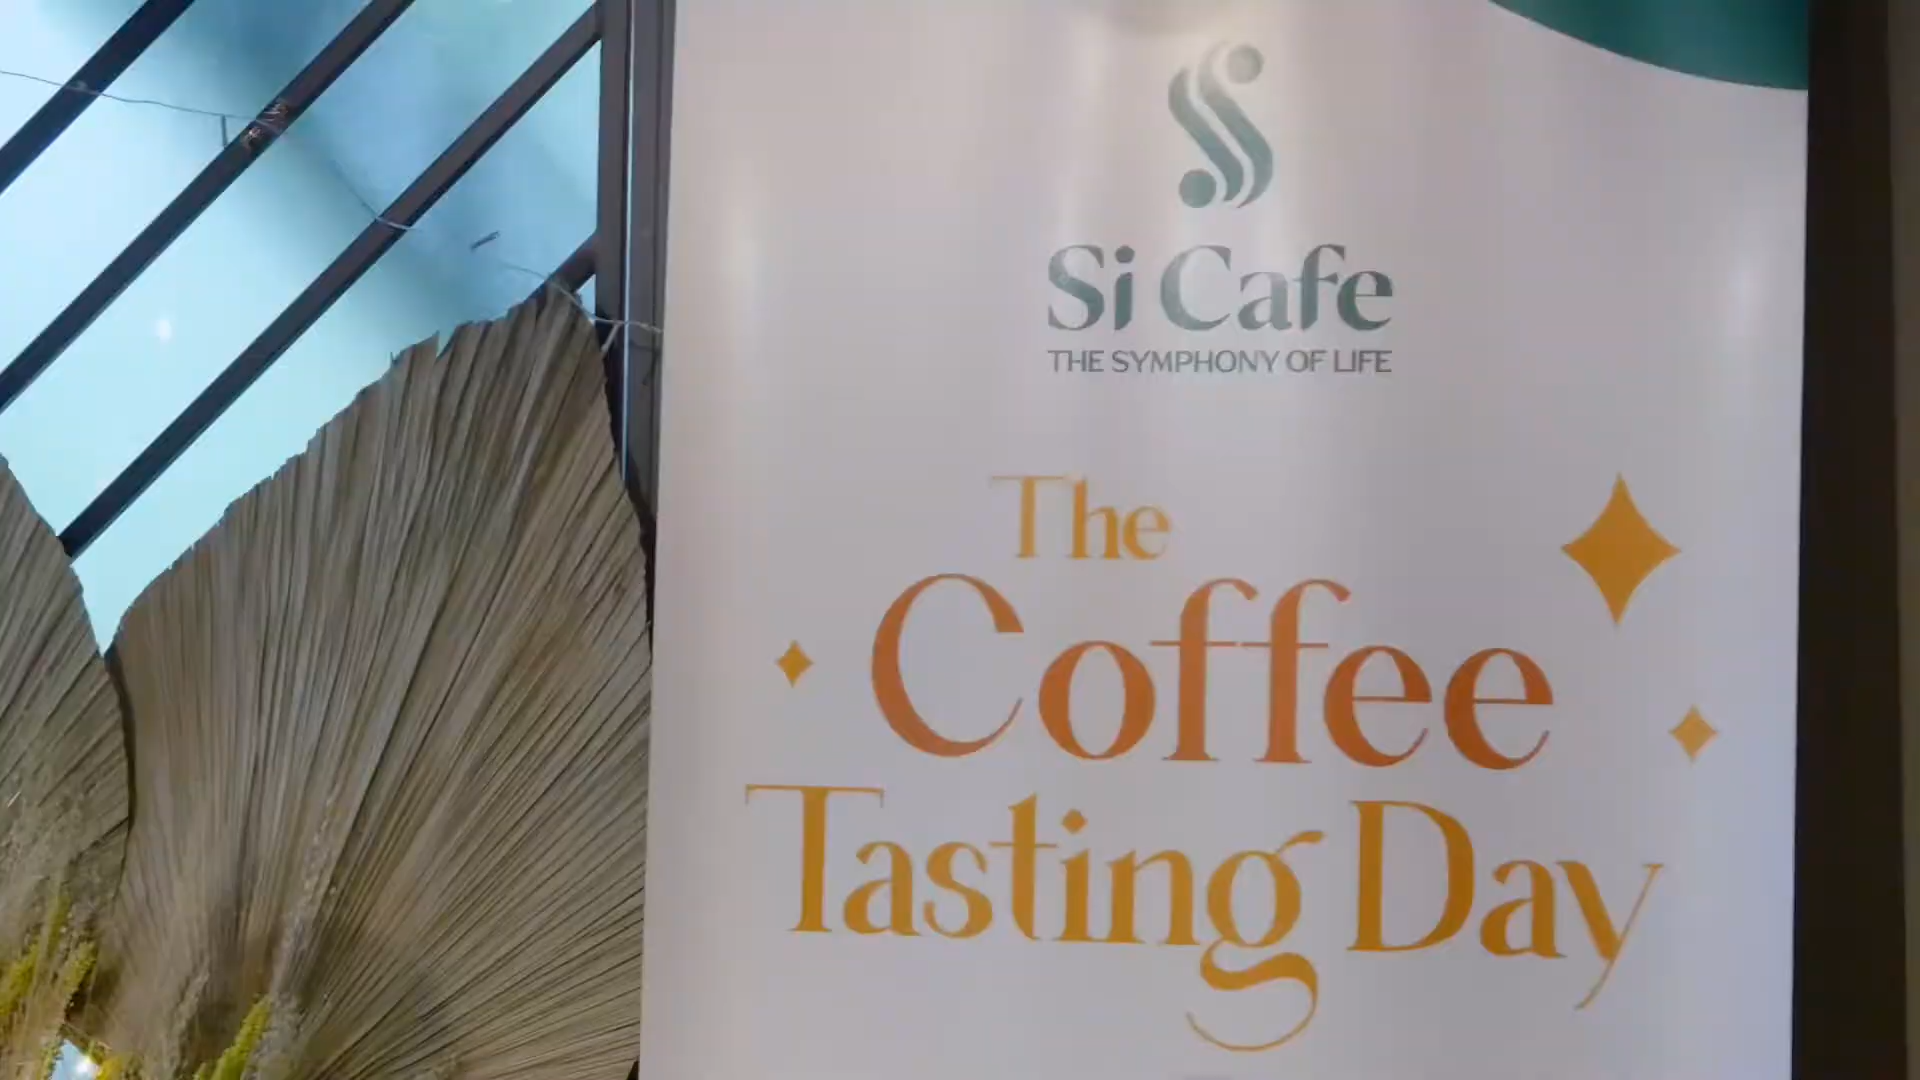 Si Cafe
THE SYMPHONY OF LIFE
The
Coffee
Tasting Day